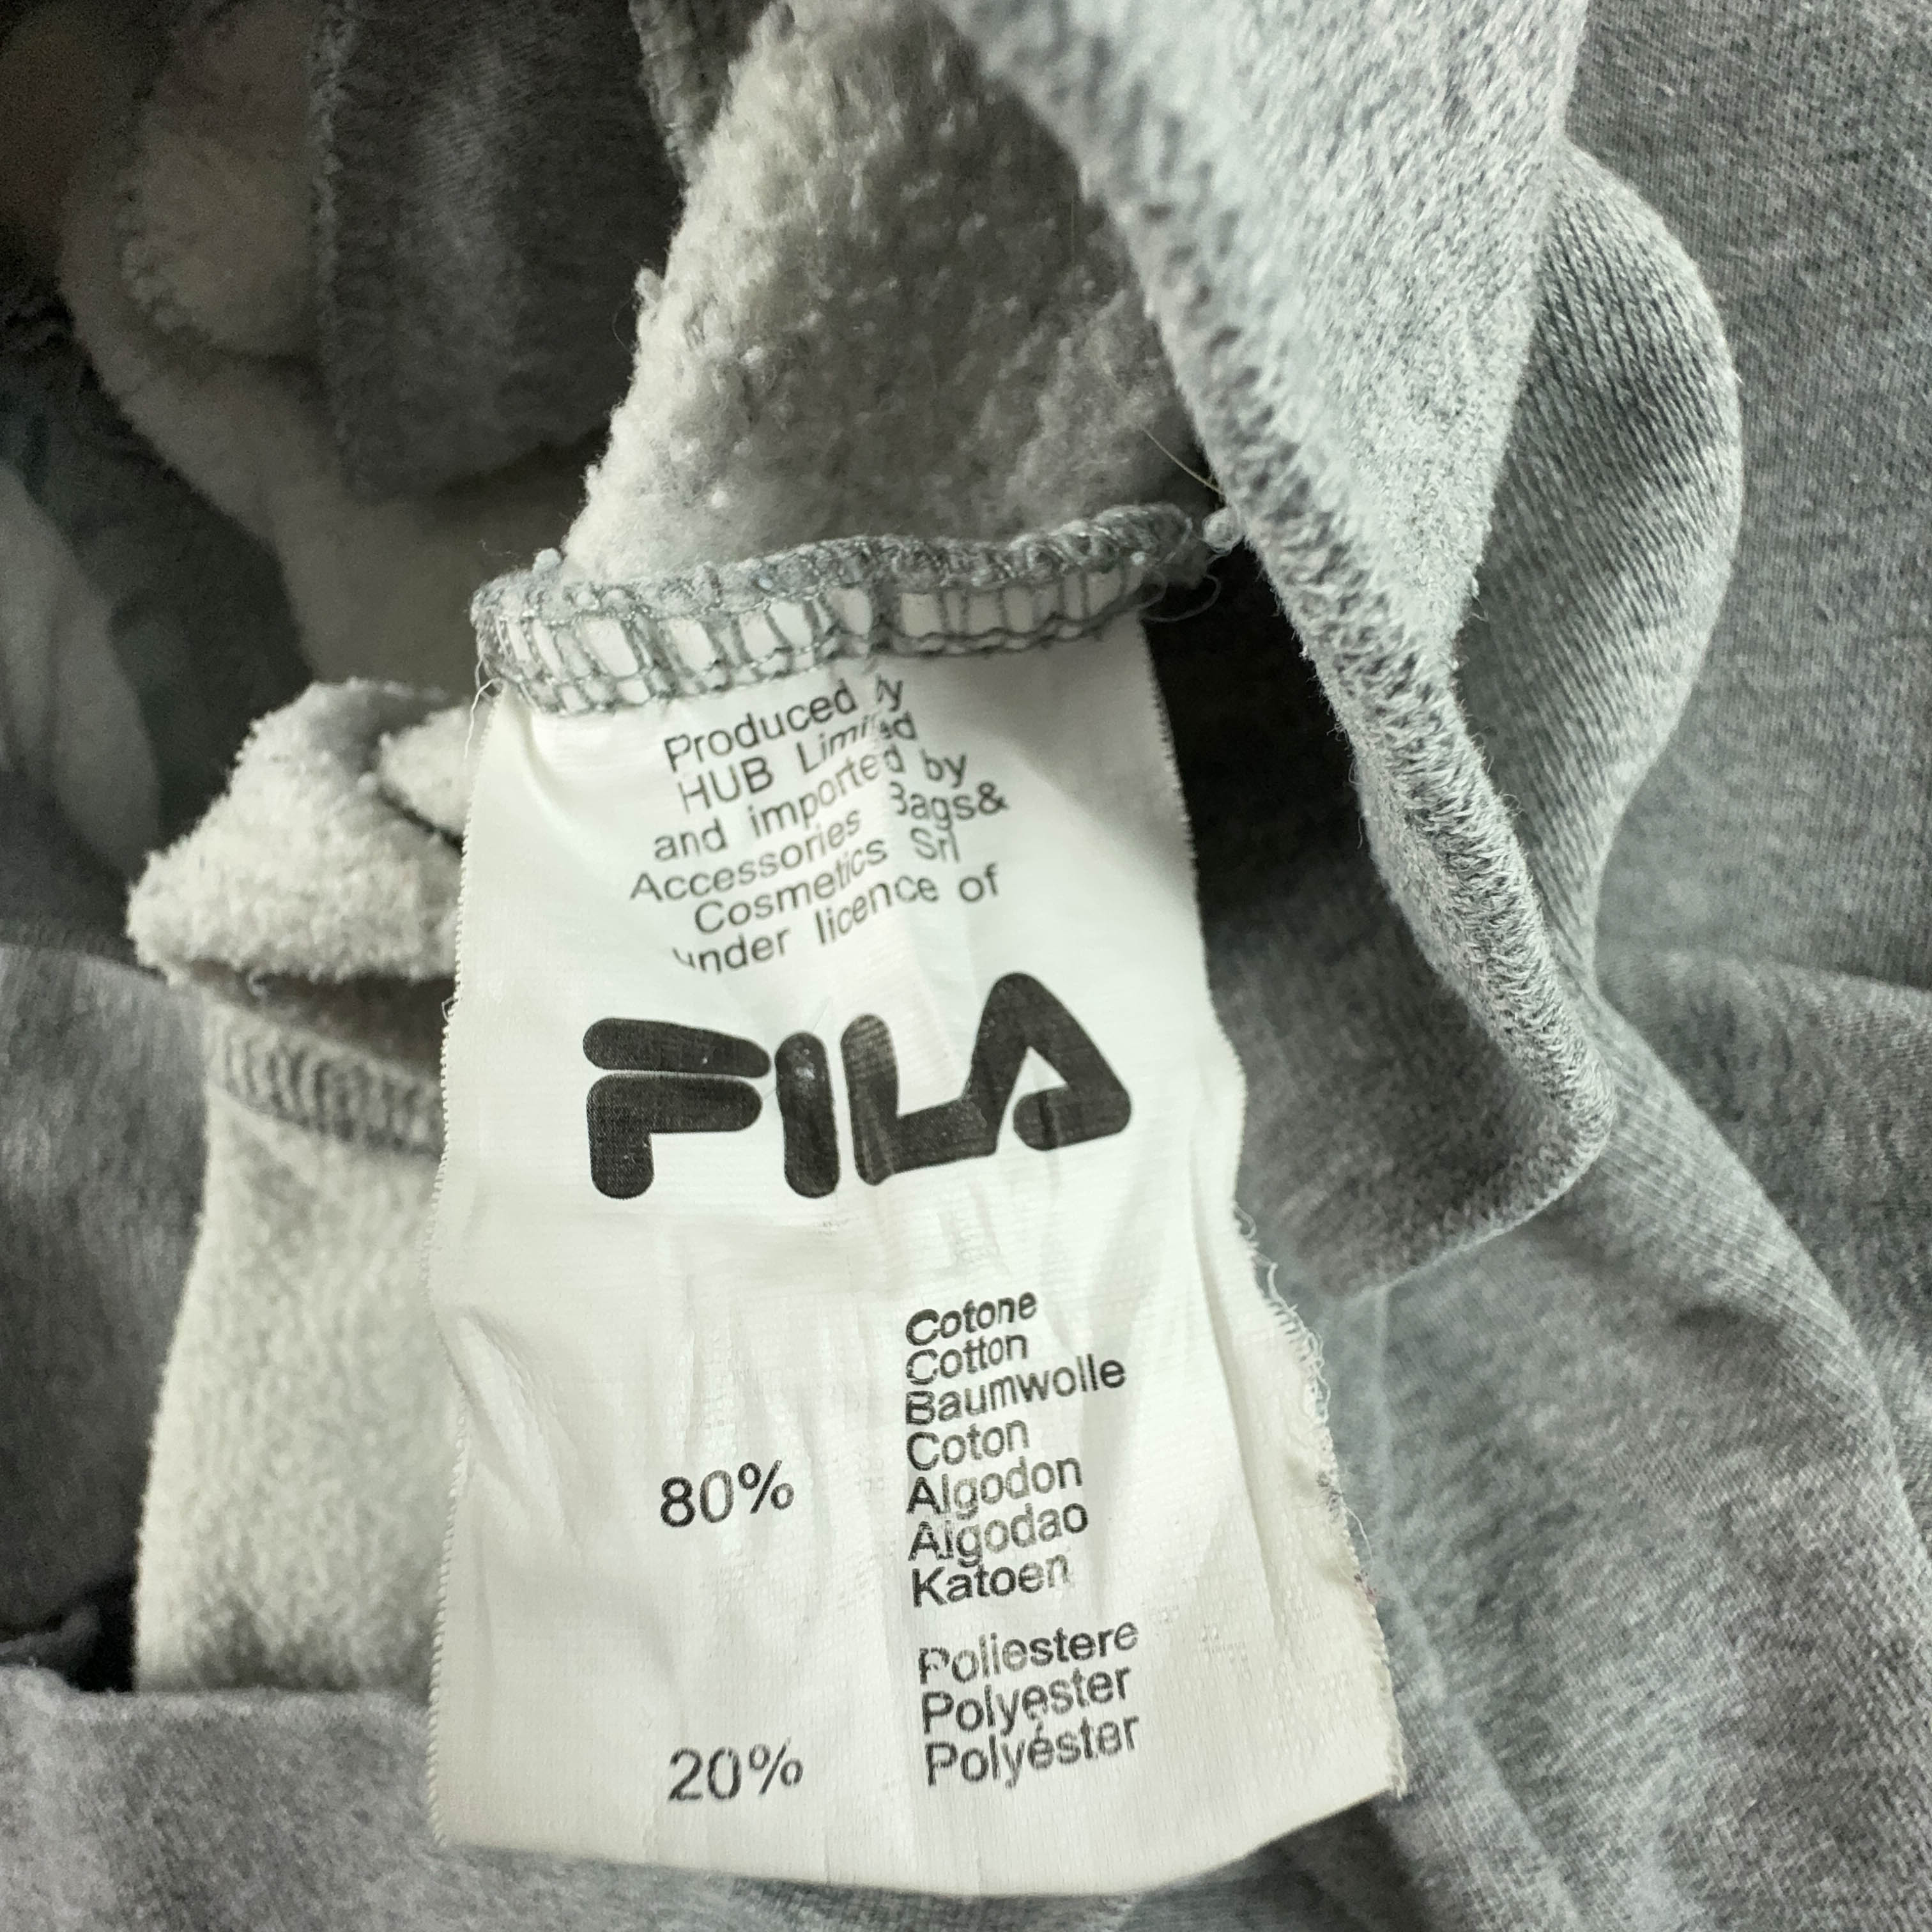 Produced by
HUB Limited
and imported by
Accessories Bags&
Cosmetics Srl
under licence of
FILA
Cotone
Cotton
Baumwolle
Coton
80% Algodon
Algodao
Katoen
Poliestere
Polyester
20% Polyéster